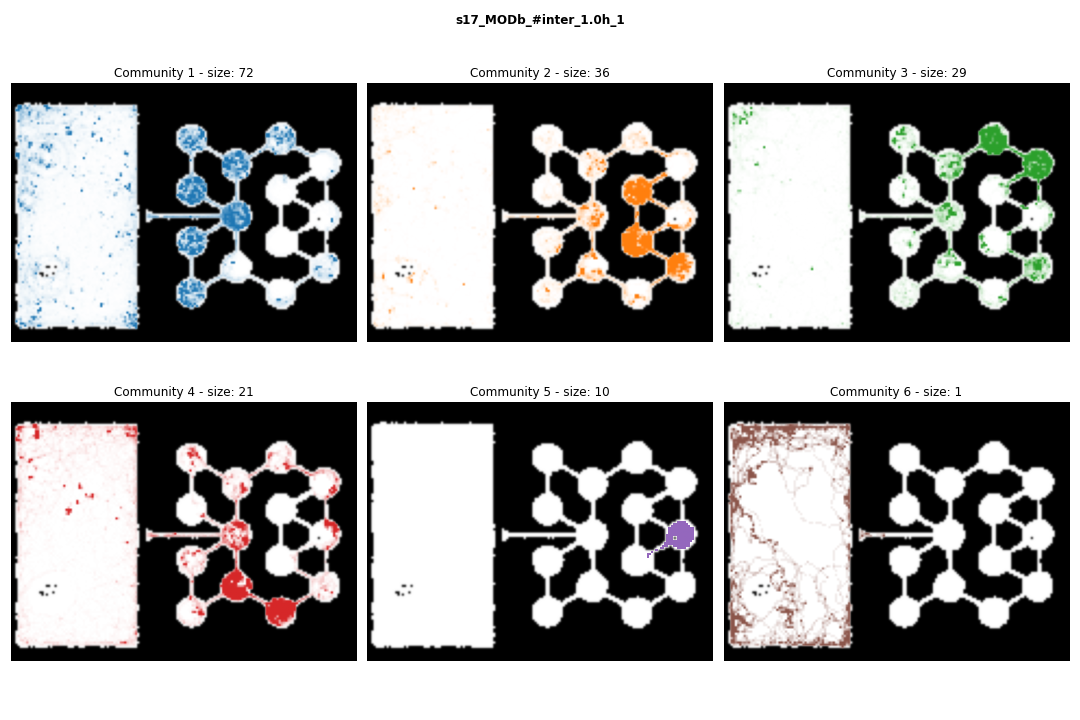 s17_MODb_#inter_1.0h_1
Community 1 - size: 72
Community 2 - size: 36
Community 3 - size: 29
Community 4 - size: 21
Community 5 - size: 10
Community 6 - size: 1